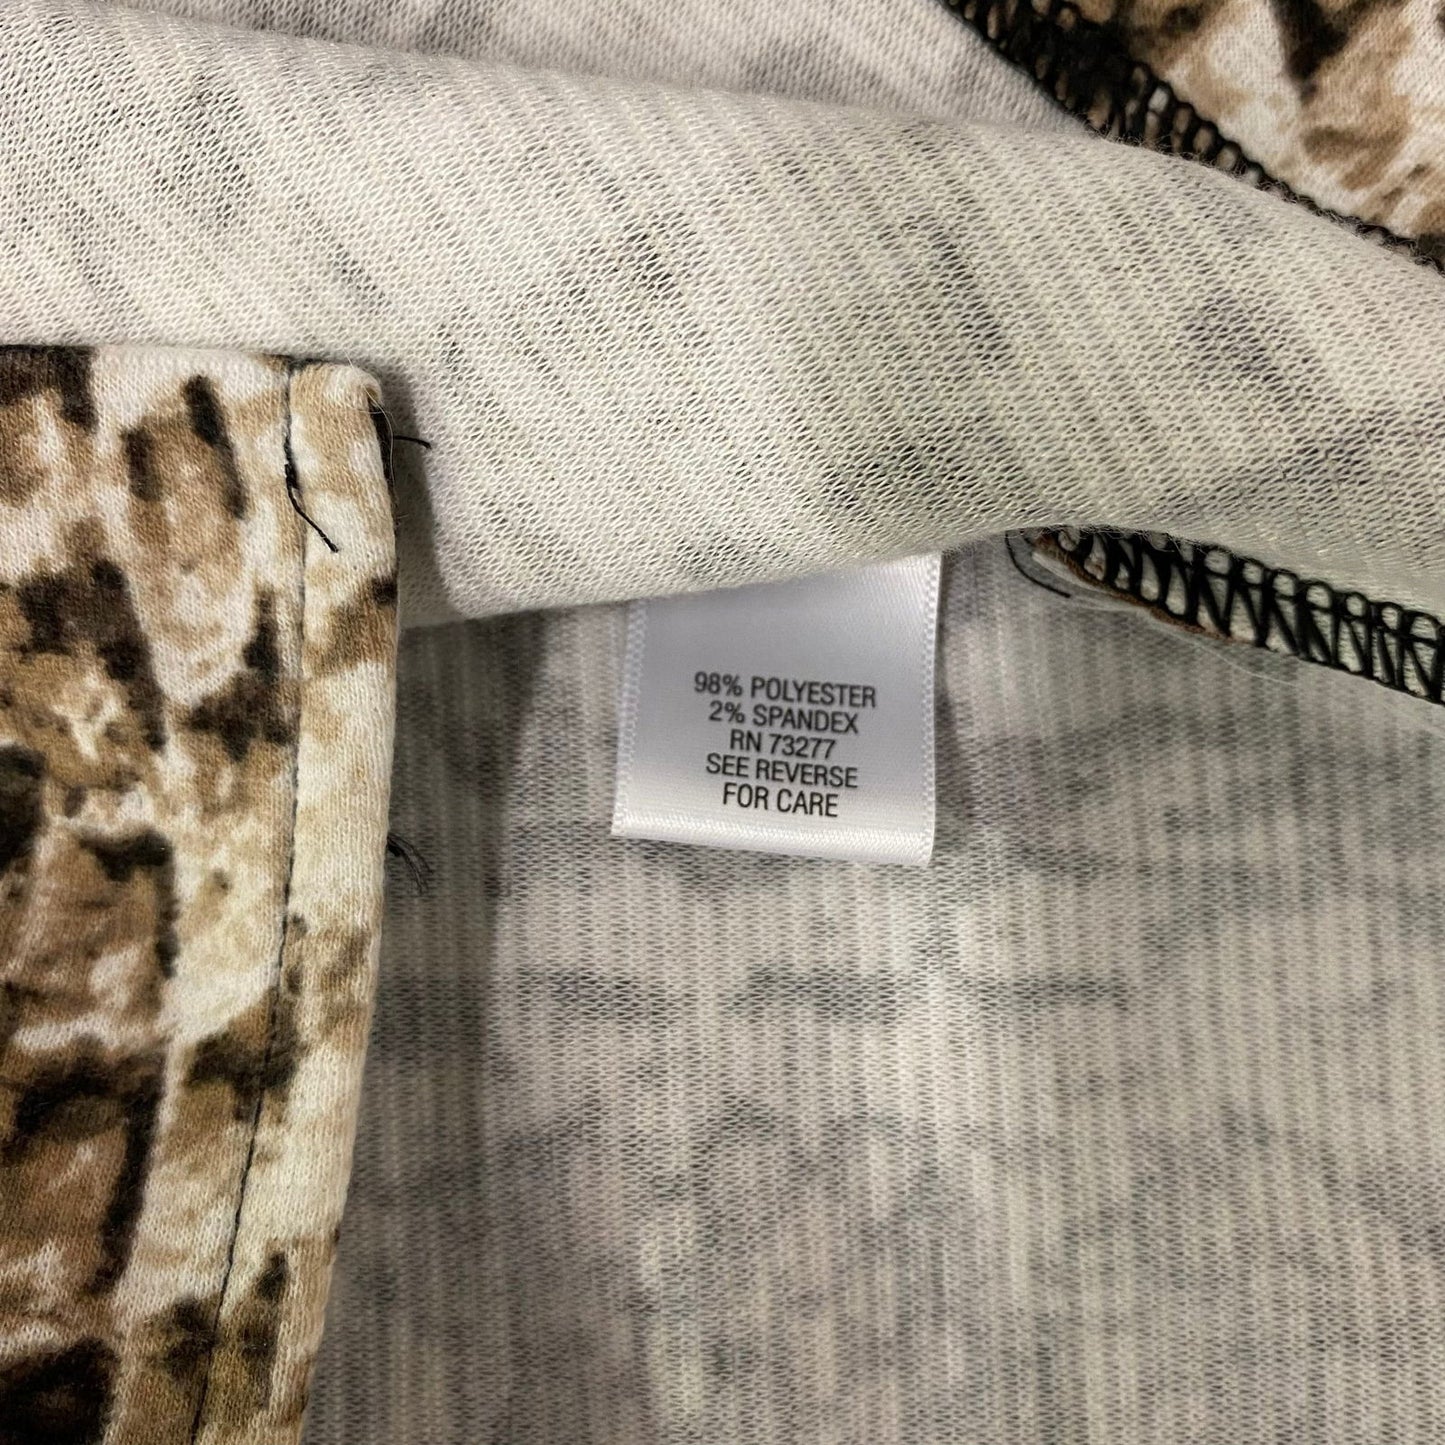 98% POLYESTER
2% SPANDEX
RN 73277
SEE REVERSE
FOR CARE